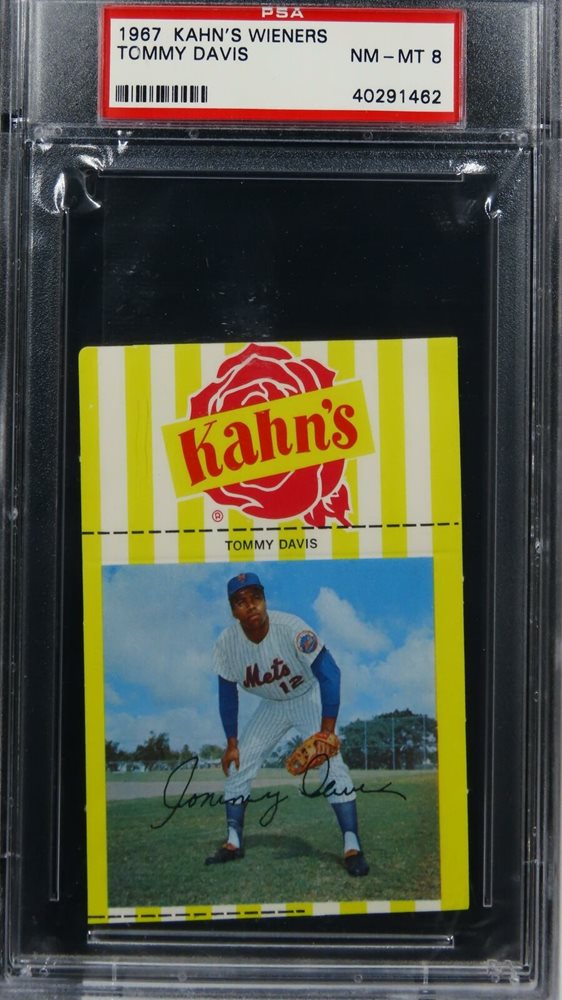 PSA
1967 KAHN'S WIENERS
TOMMY DAVIS NM-MT 8
40291462
Kahn's
®
TOMMY DAVIS
Mets
12
Tommy Davis